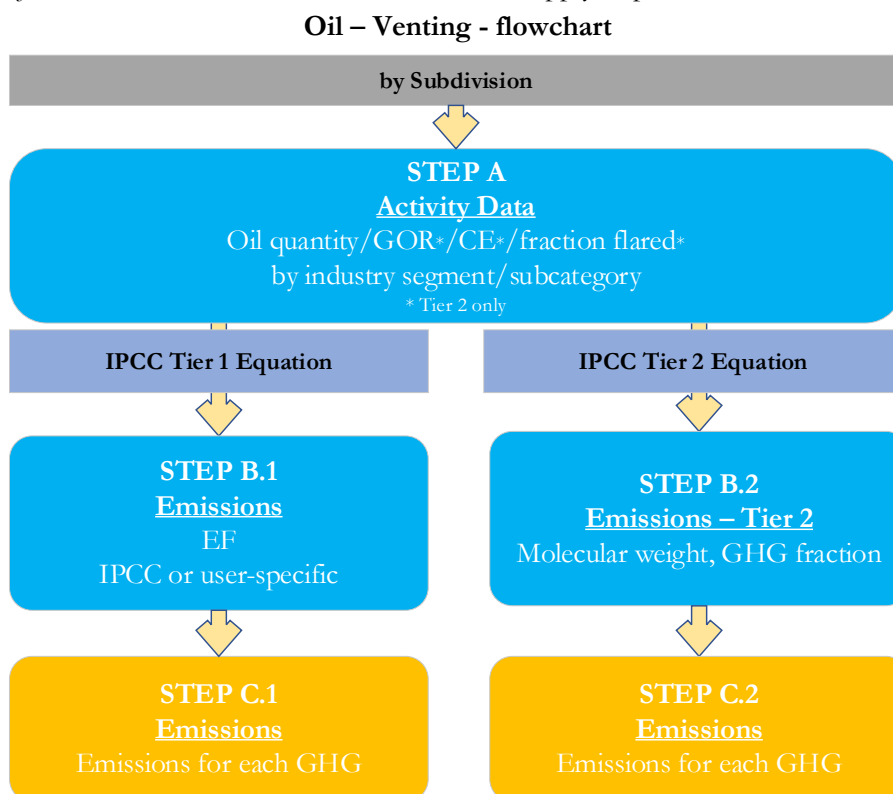 Oil – Venting - flowchart
by Subdivision
STEP A
Activity Data
Oil quantity/GOR*/CE*/fraction flared*
by industry segment/subcategory
* Tier 2 only
IPCC Tier 1 Equation
IPCC Tier 2 Equation
STEP B.1
Emissions
EF
IPCC or user-specific
STEP B.2
Emissions – Tier 2
Molecular weight, GHG fraction
STEP C.1
Emissions
Emissions for each GHG
STEP C.2
Emissions
Emissions for each GHG